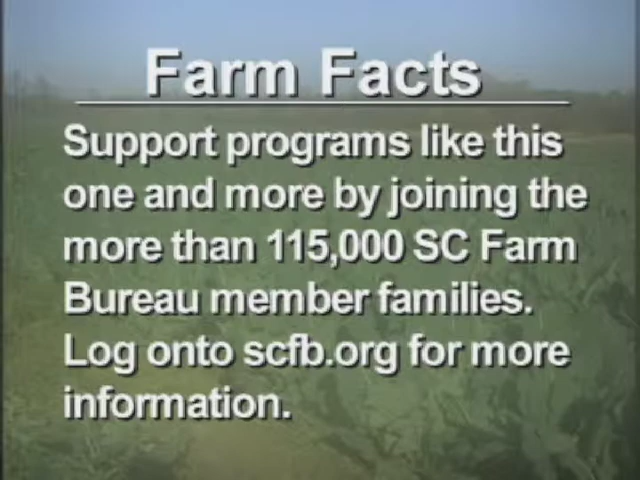 Farm Facts
Support programs like this
one and more by joining the
more than 115,000 SC Farm
Bureau member families.
Log onto scfb.org for more
information.